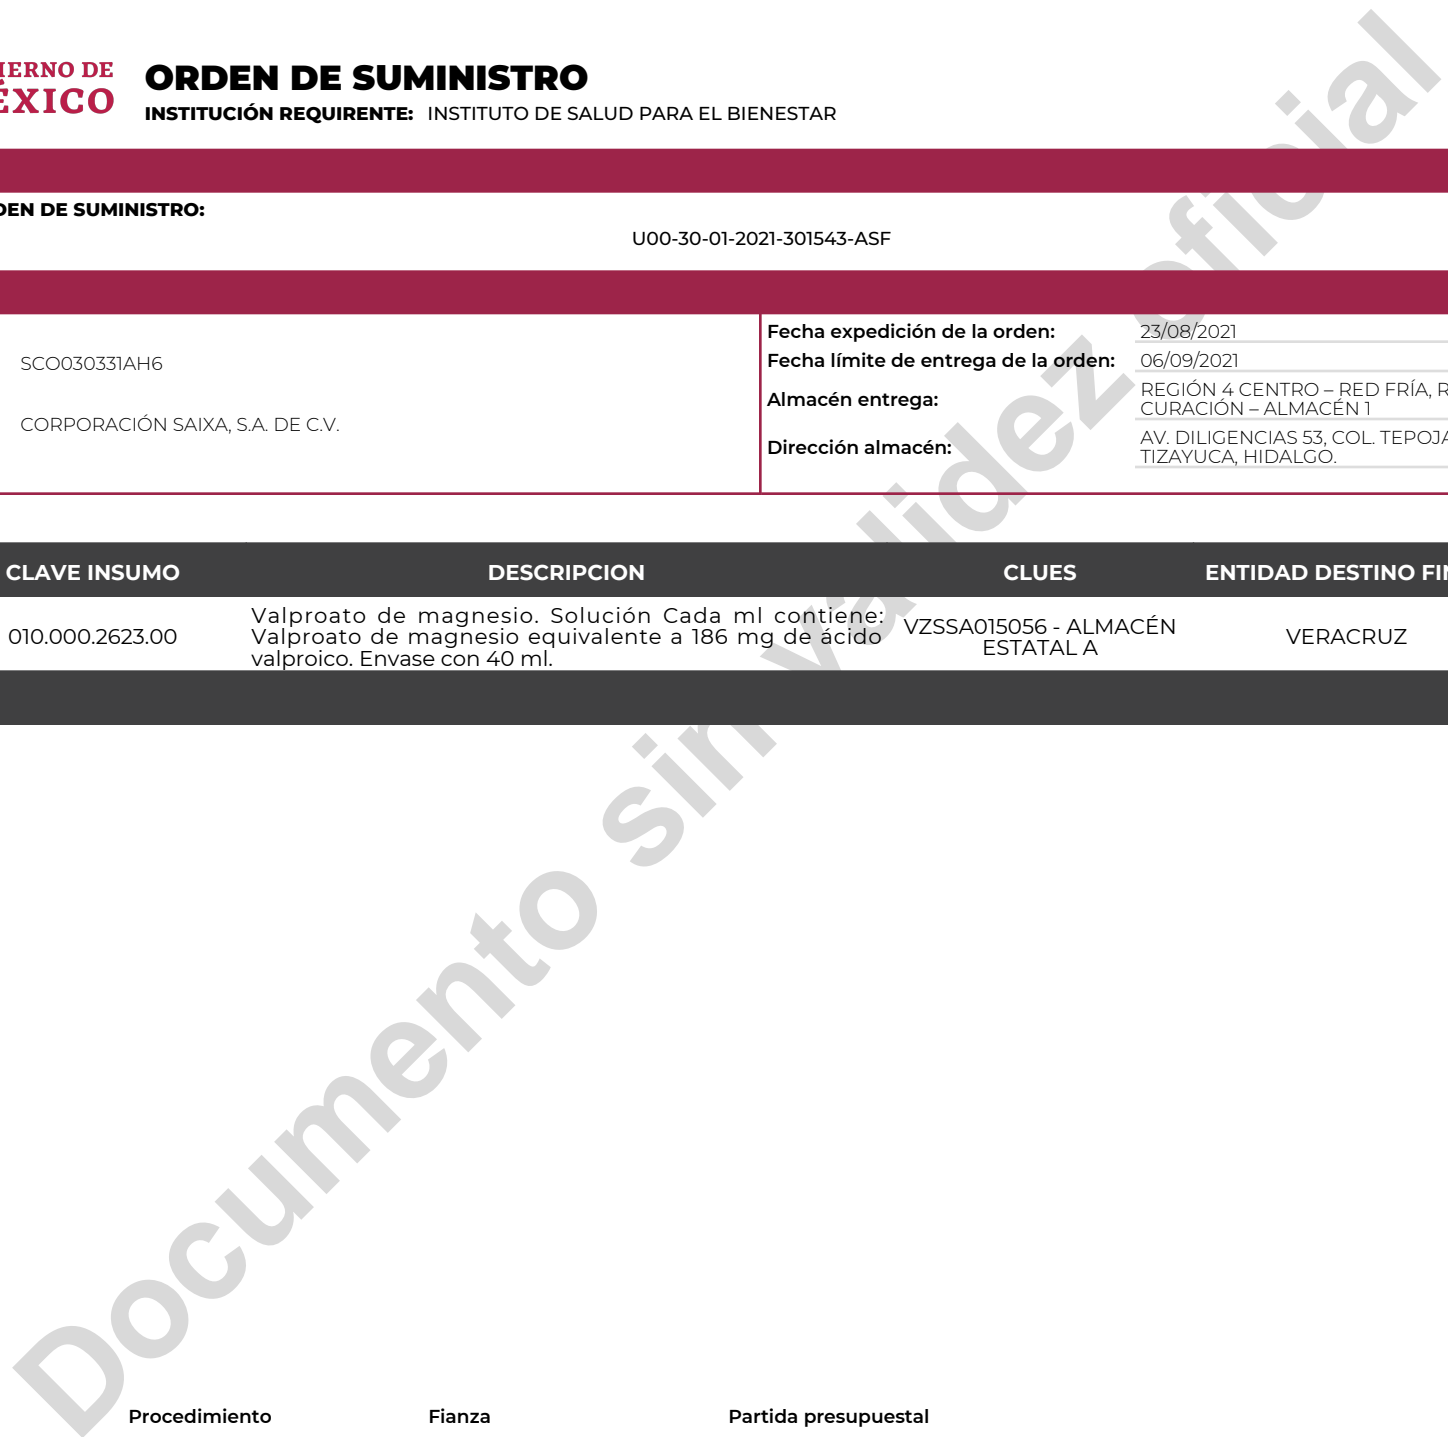 IERNO DE
ÉXICO
ORDEN DE SUMINISTRO
INSTITUCIÓN REQUIRENTE: INSTITUTO DE SALUD PARA EL BIENESTAR
DEN DE SUMINISTRO:
U00-30-01-2021-301543-ASF
SCO030331AH6
CORPORACIÓN SAIXA, S.A. DE C.V.
Fecha expedición de la orden: 23/08/2021
Fecha límite de entrega de la orden: 06/09/2021
Almacén entrega: REGIÓN 4 CENTRO – RED FRÍA, R
CURACIÓN – ALMACÉN 1
Dirección almacén: AV. DILIGENCIAS 53, COL. TEPOJA
TIZAYUCA, HIDALGO.
CLAVE INSUMO DESCRIPCION CLUES ENTIDAD DESTINO FIN
010.000.2623.00
Valproato de magnesio. Solución Cada ml contiene:
Valproato de magnesio equivalente a 186 mg de ácido
valproico. Envase con 40 ml.
VZSSA015056 - ALMACÉN
ESTATAL A
VERACRUZ
Documento sin validez oficial
Procedimiento Fianza Partida presupuestal